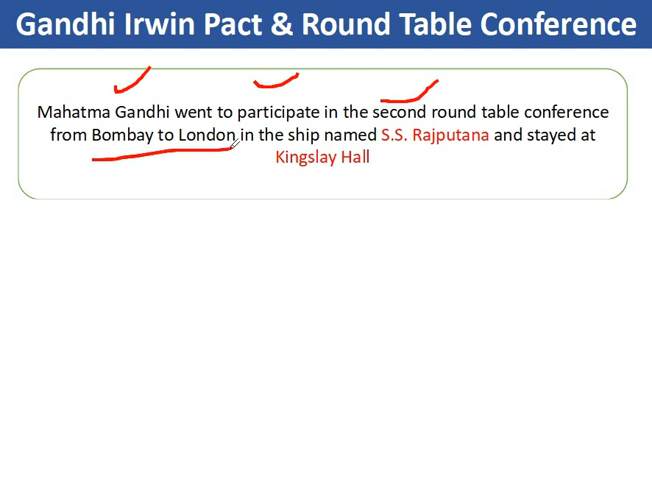 Gandhi Irwin Pact & Round Table Conference
Mahatma Gandhi went to participate in the second round table conference
from Bombay to London in the ship named S.S. Rajputana and stayed at
Kingslay Hall